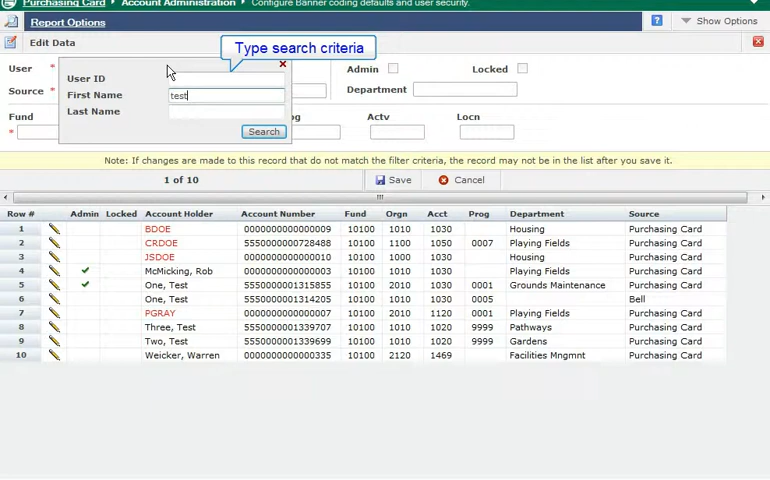 Purchasing Card Account Administration Configure Banner coding defaults and user security.
Report Options ? Show Options
Edit Data
Type search criteria
User * Admin Locked
User ID
Source * Department
First Name test
Last Name
Fund Actv Locn
*
Search
Note: If changes are made to this record that do not match the filter criteria, the record may not be in the list after you save it.
1 of 10 Save Cancel
Row # Admin Locked Account Holder Account Number Fund Orgn Acct Prog Department Source
1 BDOE 0000000000000009 10100 1010 1030 Housing Purchasing Card
2 CRDOE 5550000000728488 10100 1100 1050 0007 Playing Fields Purchasing Card
3 JSDOE 0000000000000010 10100 1000 1030 Housing Purchasing Card
4 McMicking, Rob 0000000000000003 10100 1010 1030 Playing Fields Purchasing Card
5 One, Test 5550000001315855 10100 2010 1030 0001 Grounds Maintenance Purchasing Card
6 One, Test 5550000001314205 10100 1010 1030 0005 Bell
7 PGRAY 0000000000000007 10100 2010 1120 0001 Playing Fields Purchasing Card
8 Three, Test 5550000001339707 10100 1010 1020 9999 Pathways Purchasing Card
9 Two, Test 5550000001339699 10100 1010 1020 9999 Gardens Purchasing Card
10 Weicker, Warren 0000000000000335 10100 2120 1469 Facilities Mngmnt Purchasing Card